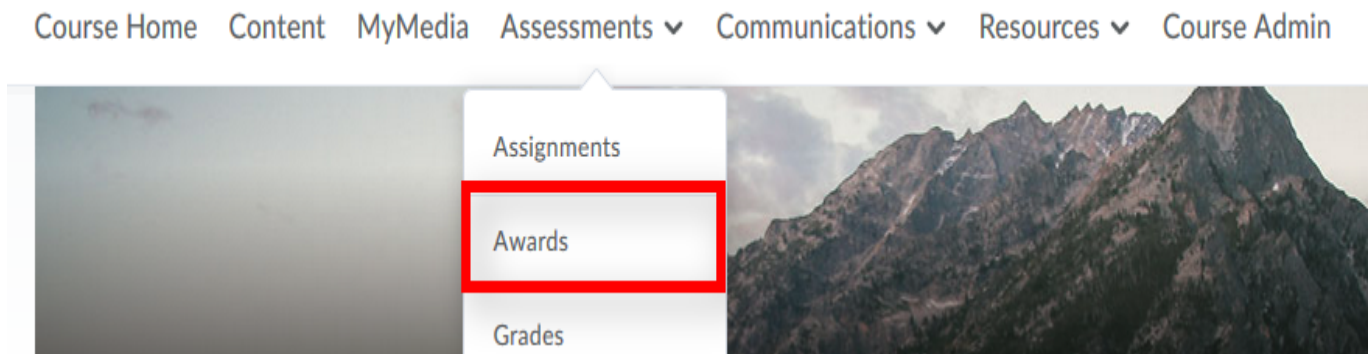 Course Home Content MyMedia Assessments Communications Resources Course Admin
Assignments
Awards
Grades